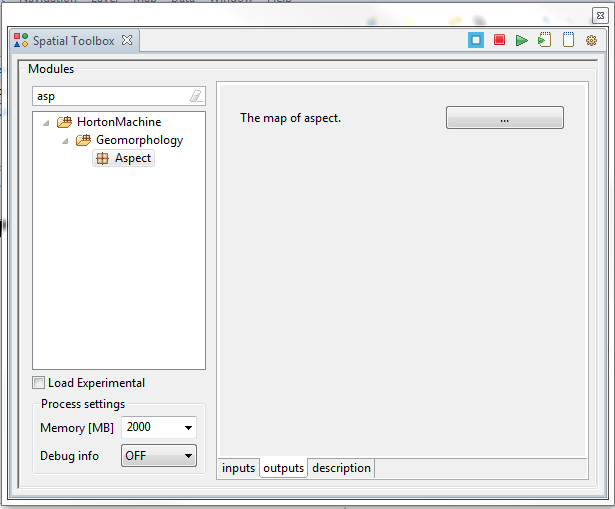 Spatial Toolbox
Modules
asp
HortonMachine
Geomorphology
Aspect
The map of aspect.
...
Load Experimental
Process settings
Memory [MB] 2000
Debug info OFF
inputs outputs description